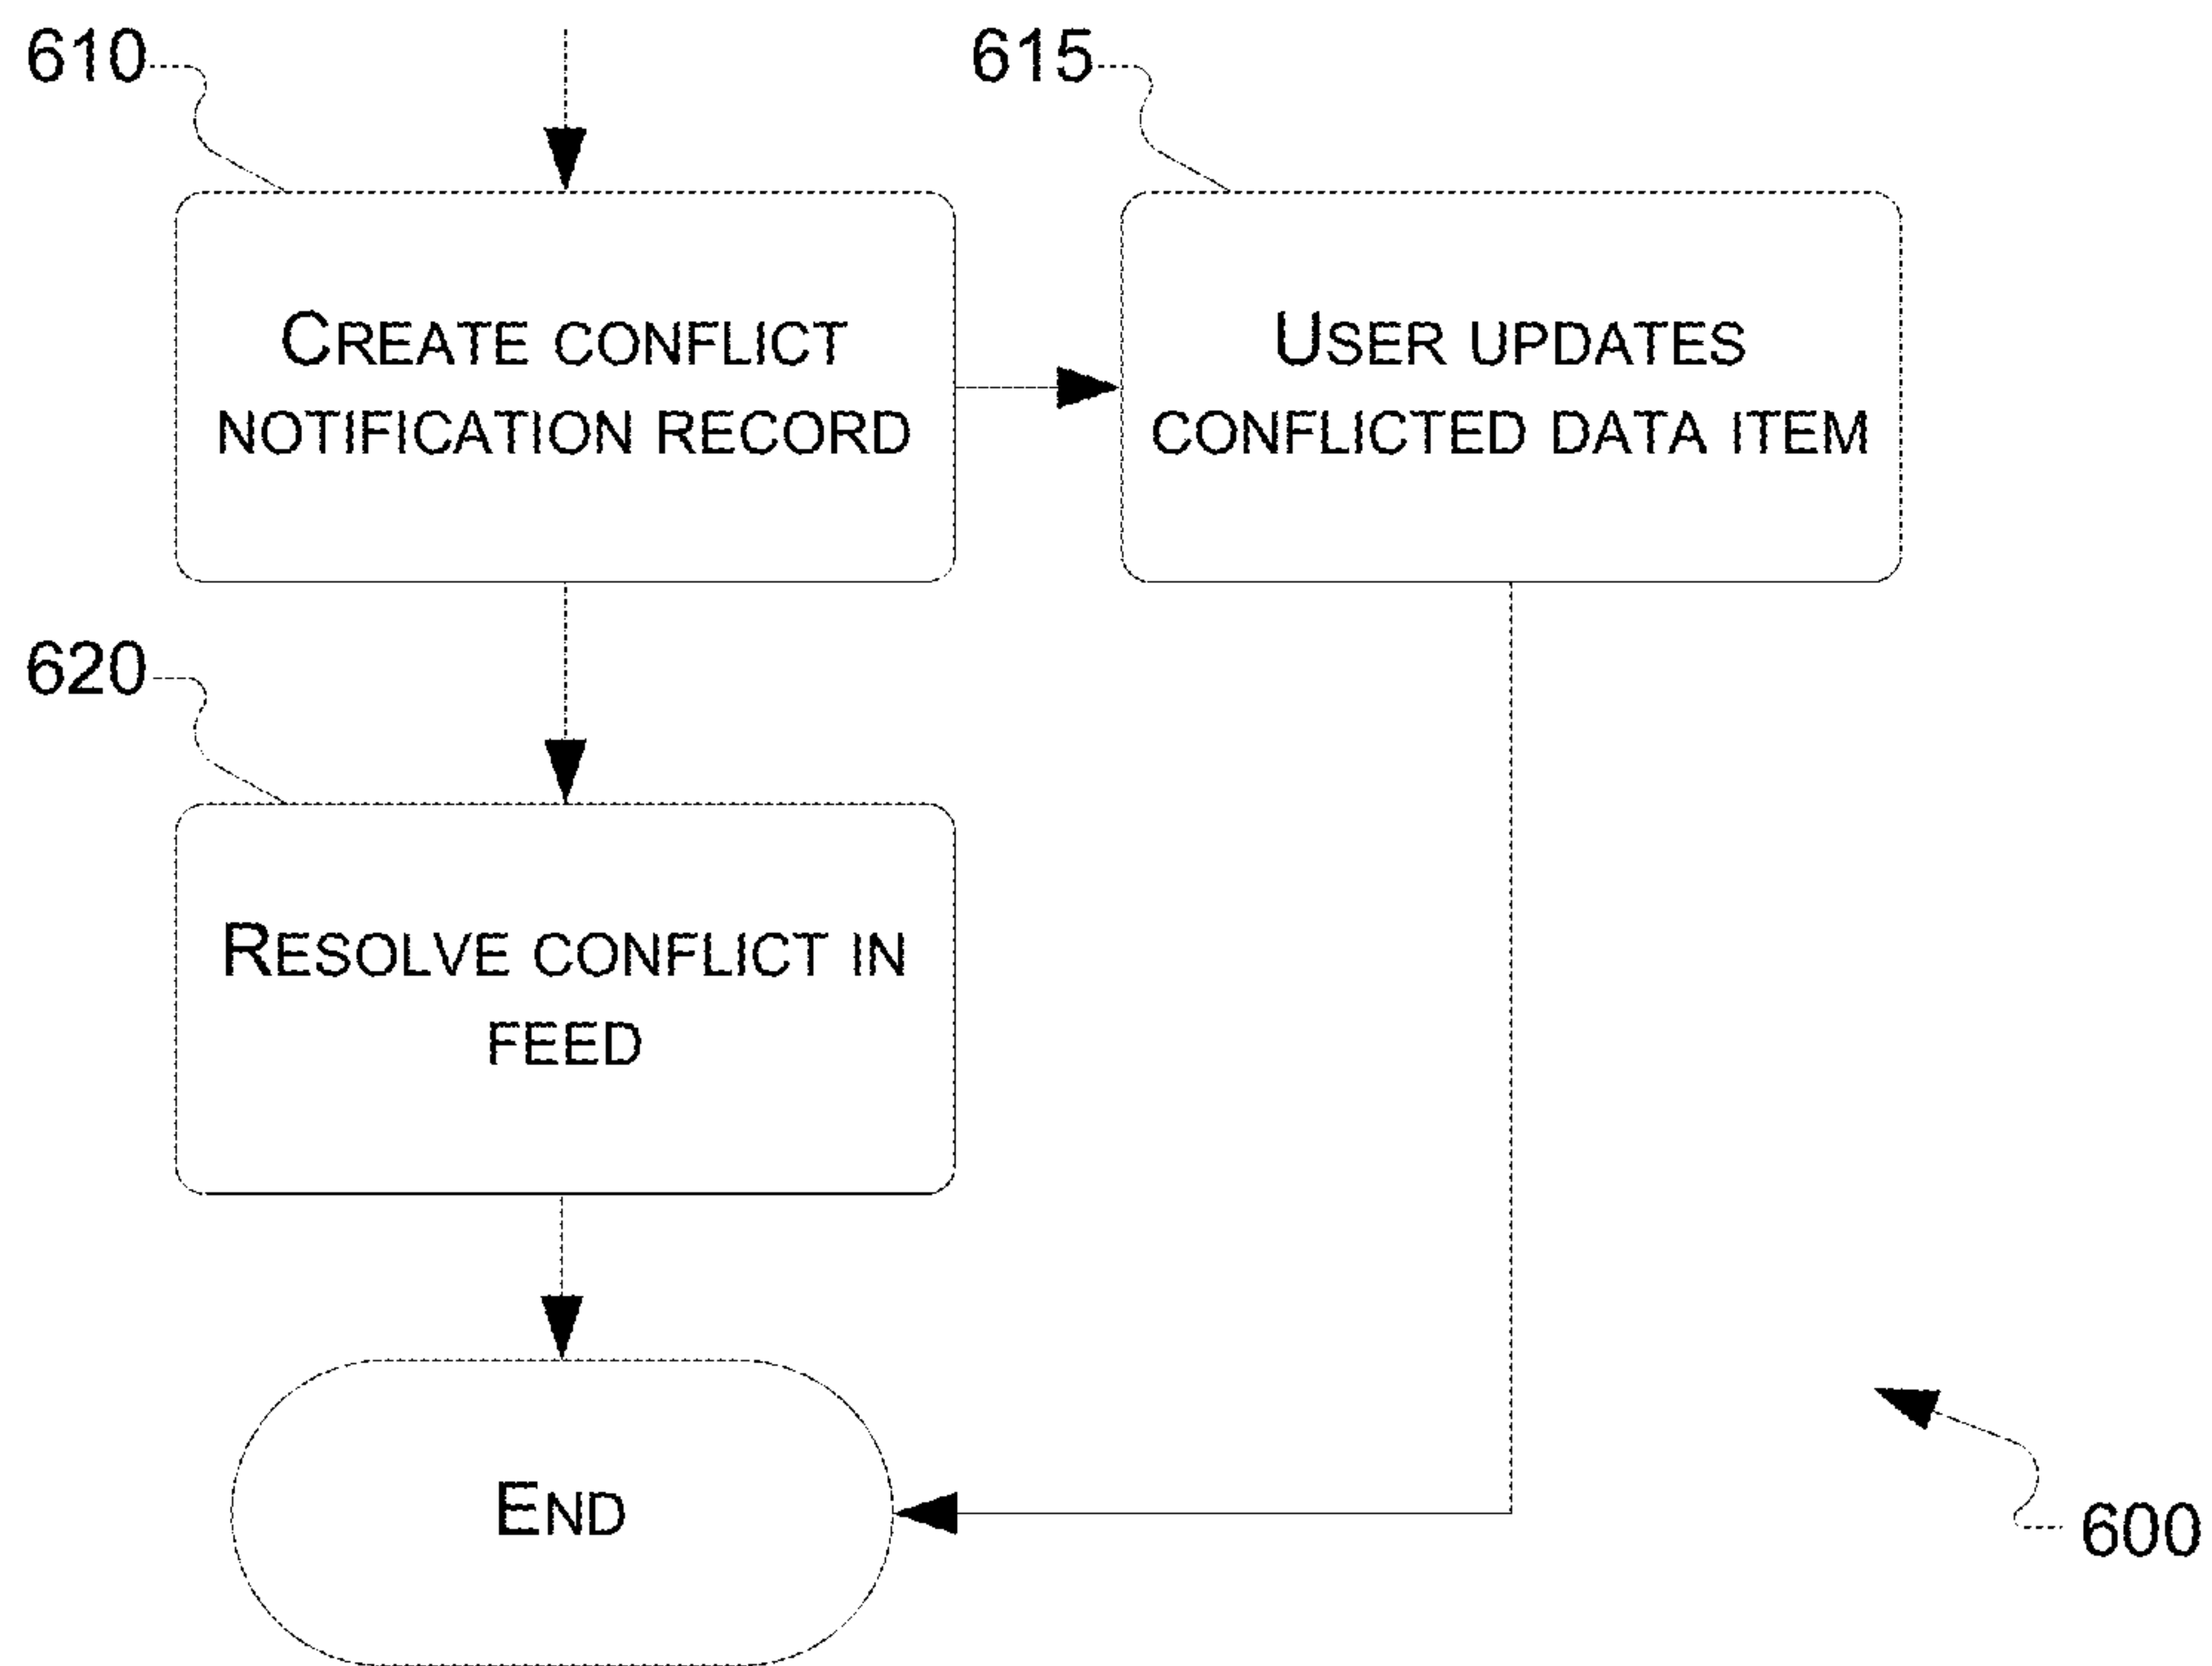 610
615
CREATE CONFLICT
NOTIFICATION RECORD
USER UPDATES
CONFLICTED DATA ITEM
620
RESOLVE CONFLICT IN
FEED
END
600